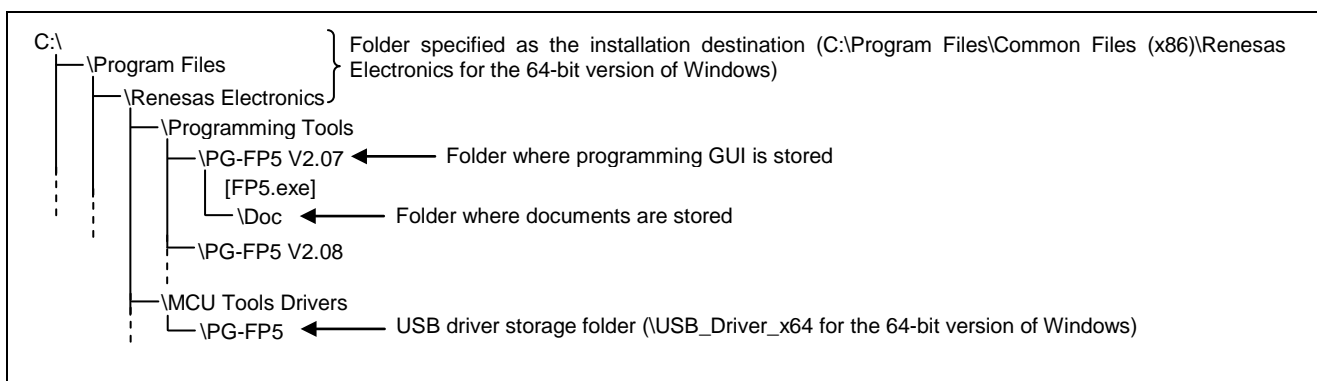 C:\
Folder specified as the installation destination (C:\Program Files\Common Files (x86)\Renesas
\Program Files
Electronics for the 64-bit version of Windows)
\Renesas Electronics
\Programming Tools
\PG-FP5 V2.07
Folder where programming GUI is stored
[FP5.exe]
\Doc
Folder where documents are stored
\PG-FP5 V2.08
\MCU Tools Drivers
\PG-FP5
USB driver storage folder (\USB_Driver_x64 for the 64-bit version of Windows)